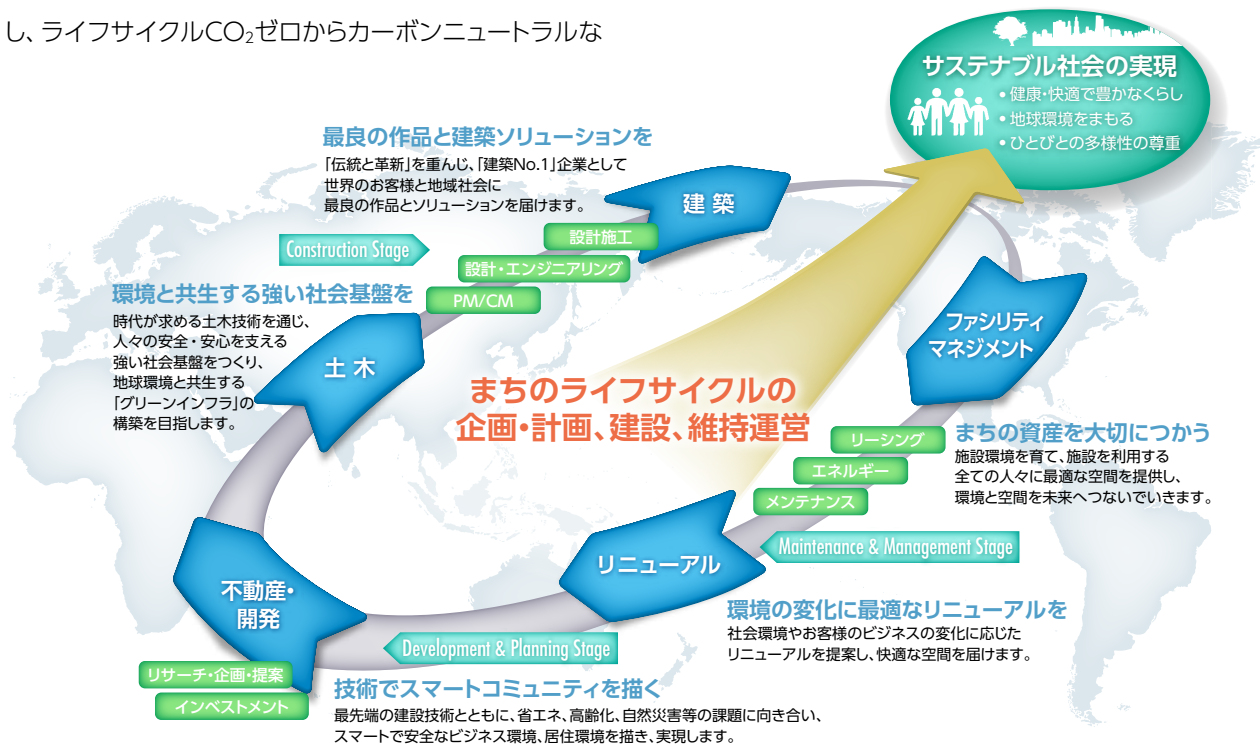 し、ライフサイクルCO₂ゼロからカーボンニュートラルな
サステナブル社会の実現
• 健康・快適で豊かなくらし
• 地球環境をまもる
• ひとびとの多様性の尊重
最良の作品と建築ソリューションを
「伝統と革新」を重んじ、「建築No.1」企業として
世界のお客様と地域社会に
最良の作品とソリューションを届けます。
建 築
設計施工
Construction Stage
設計・エンジニアリング
PM/CM
環境と共生する強い社会基盤を
時代が求める土木技術を通じ、
人々の安全・安心を支える
強い社会基盤をつくり、
地球環境と共生する
「グリーンインフラ」の
構築を目指します。
土 木
ファシリティ
マネジメント
まちのライフサイクルの
企画・計画、建設、維持運営
リーシング
エネルギー
メンテナンス
まちの資産を大切につかう
施設環境を育て、施設を利用する
全ての人々に最適な空間を提供し、
環境と空間を未来へつないでいきます。
Maintenance & Management Stage
リニューアル
環境の変化に最適なリニューアルを
社会環境やお客様のビジネスの変化に応じた
リニューアルを提案し、快適な空間を届けます。
不動産・
開発
Development & Planning Stage
リサーチ・企画・提案
インベストメント
技術でスマートコミュニティを描く
最先端の建設技術とともに、省エネ、高齢化、自然災害等の課題に向き合い、
スマートで安全なビジネス環境、居住環境を描き、実現します。